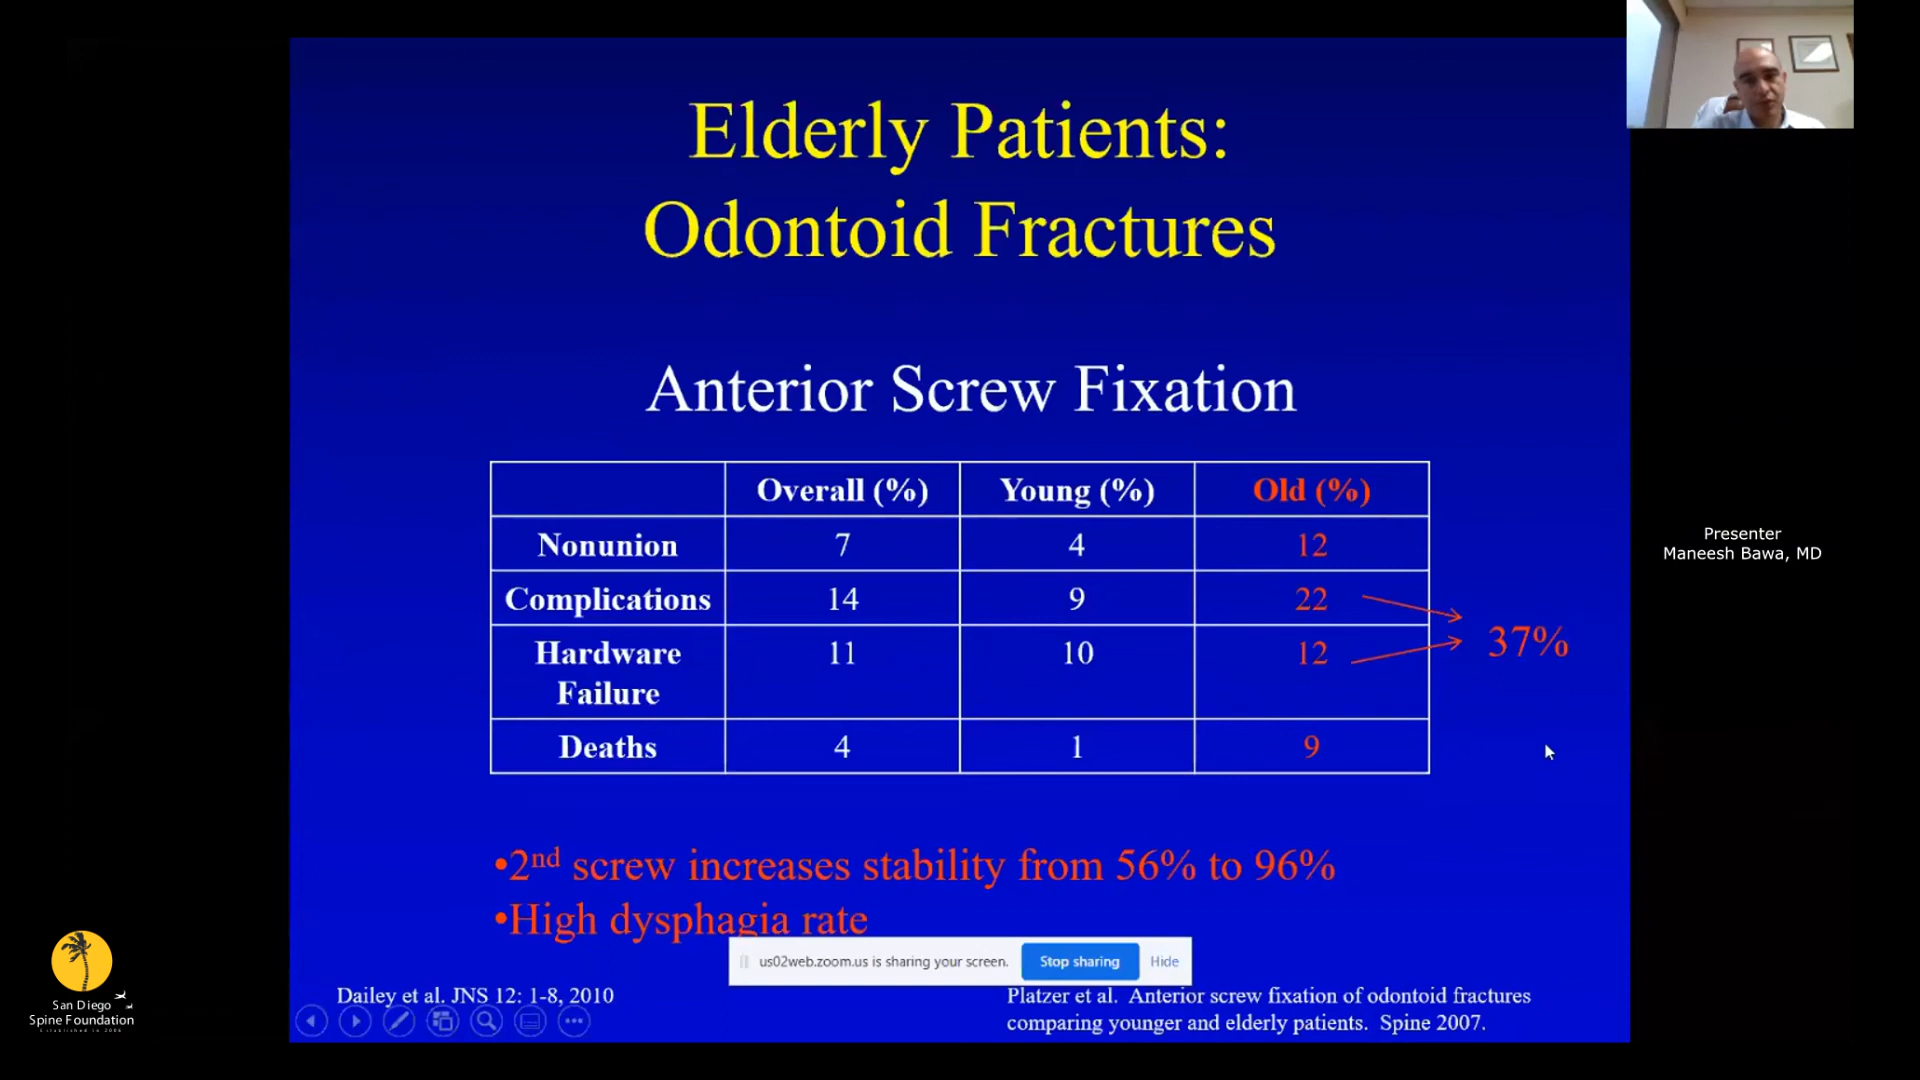 Elderly Patients:
Odontoid Fractures
Anterior Screw Fixation
Overall (%) Young (%) Old (%)
Nonunion 7 4 12
Complications 14 9 22
37%
Hardware 11 10 12
Failure
Deaths 4 1 9
•2nd screw increases stability from 56% to 96%
•High dysphagia rate
us02web.zoom.us is sharing your screen. Stop sharing Hide
Dailey et al. JNS 12: 1-8, 2010
Platzer et al. Anterior screw fixation of odontoid fractures
comparing younger and elderly patients. Spine 2007.
Presenter
Maneesh Bawa, MD
San Diego
Spine Foundation